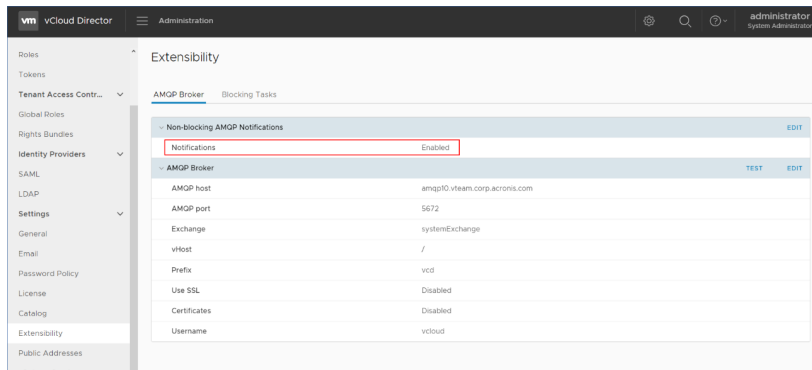 vm vCloud Director Administration administrator
System Administrator
Roles
Tokens
Tenant Access Contr...
Global Roles
Rights Bundles
Identity Providers
SAML
LDAP
Settings
General
Email
Password Policy
License
Catalog
Extensibility
Public Addresses
Extensibility
AMQP Broker Blocking Tasks
Non-blocking AMQP Notifications EDIT
Notifications Enabled
AMQP Broker TEST EDIT
AMQP host amqp10.vteam.corp.acronis.com
AMQP port 5672
Exchange systemExchange
vHost /
Prefix vcd
Use SSL Disabled
Certificates Disabled
Username vcloud